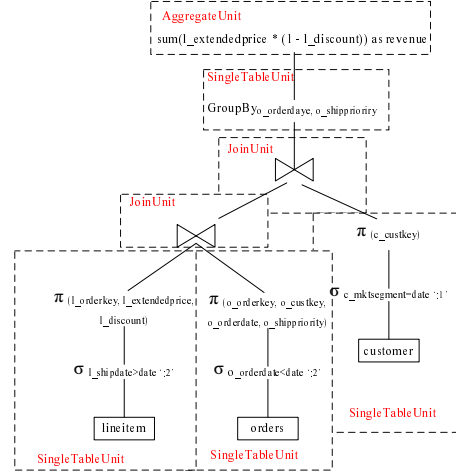 AggregateUnit
sum(l_extendedprice * (1 - l_discount)) as revenue
SingleTableUnit
GroupBy o_orderdaye, o_shippriorirу
JoinUnit
JoinUnit
π (c_custkey)
π (l_orderkey, l_extendedprice, l_discount)
π (o_orderkey, o_custkey, o_orderdate, o_shippriority)
σ c_mktsegment=date ‘:1’
customer
σ l_shipdate>date ‘:2’
σ o_orderdate<date ‘:2’
SingleTableUnit
lineitem
orders
SingleTableUnit
SingleTableUnit